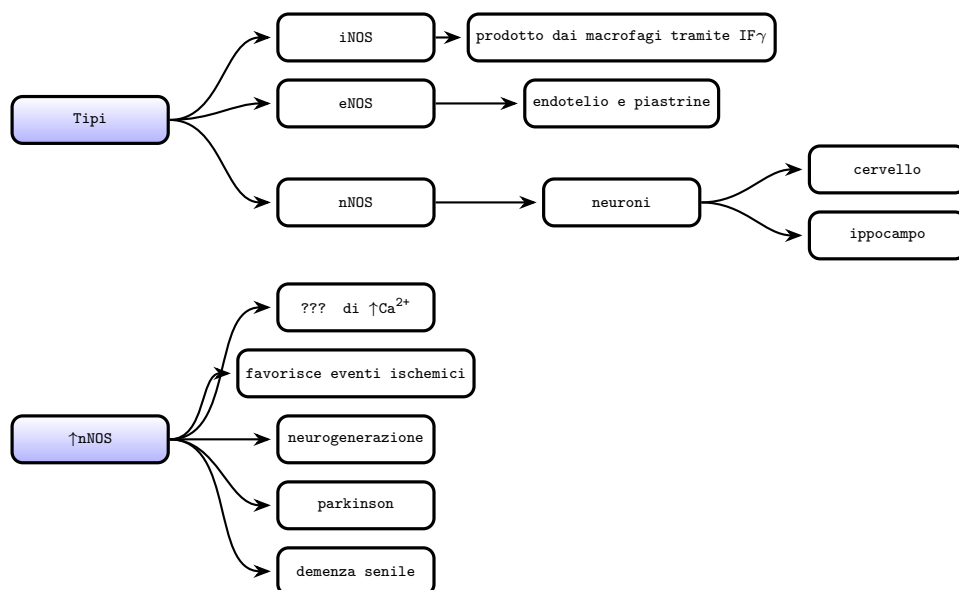 Tipi
iNOS
prodotto dai macrofagi tramite IFγ
eNOS
endotelio e piastrine
nNOS
neuroni
cervello
ippocampo
↑nNOS
??? di ↑Ca²⁺
favorisce eventi ischemici
neurogenerazione
parkinson
demenza senile